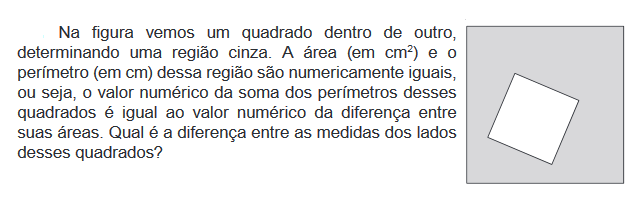 Na figura vemos um quadrado dentro de outro,
determinando uma região cinza. A área (em cm²) e o
perímetro (em cm) dessa região são numericamente iguais,
ou seja, o valor numérico da soma dos perímetros desses
quadrados é igual ao valor numérico da diferença entre
suas áreas. Qual é a diferença entre as medidas dos lados
desses quadrados?